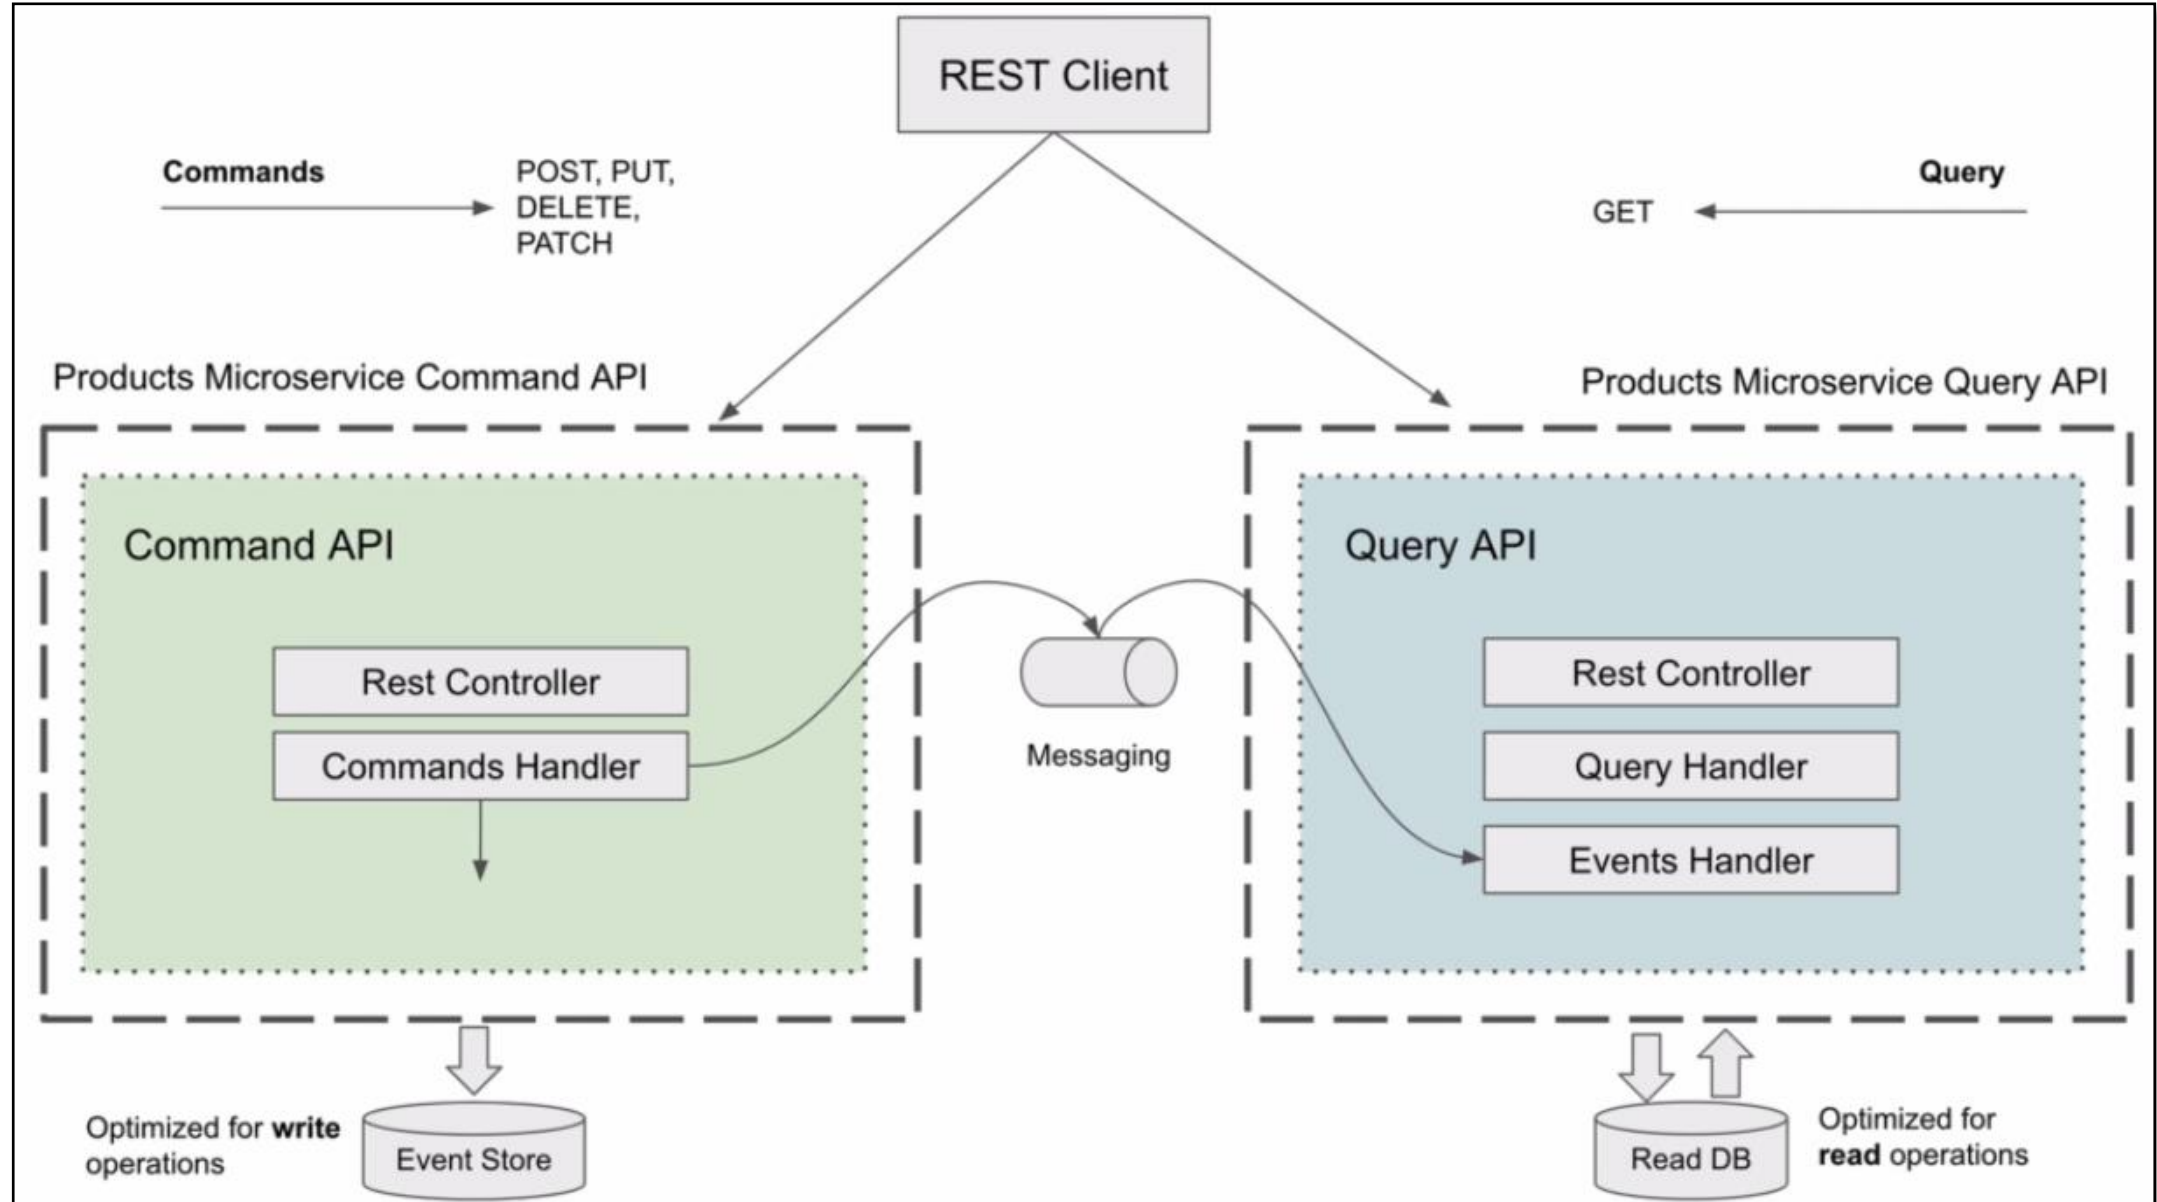 REST Client
Commands
POST, PUT,
DELETE,
PATCH
Query
GET
Products Microservice Command API
Products Microservice Query API
Command API
Rest Controller
Commands Handler
Messaging
Query API
Rest Controller
Query Handler
Events Handler
Optimized for write
operations
Event Store
Read DB
Optimized for
read operations